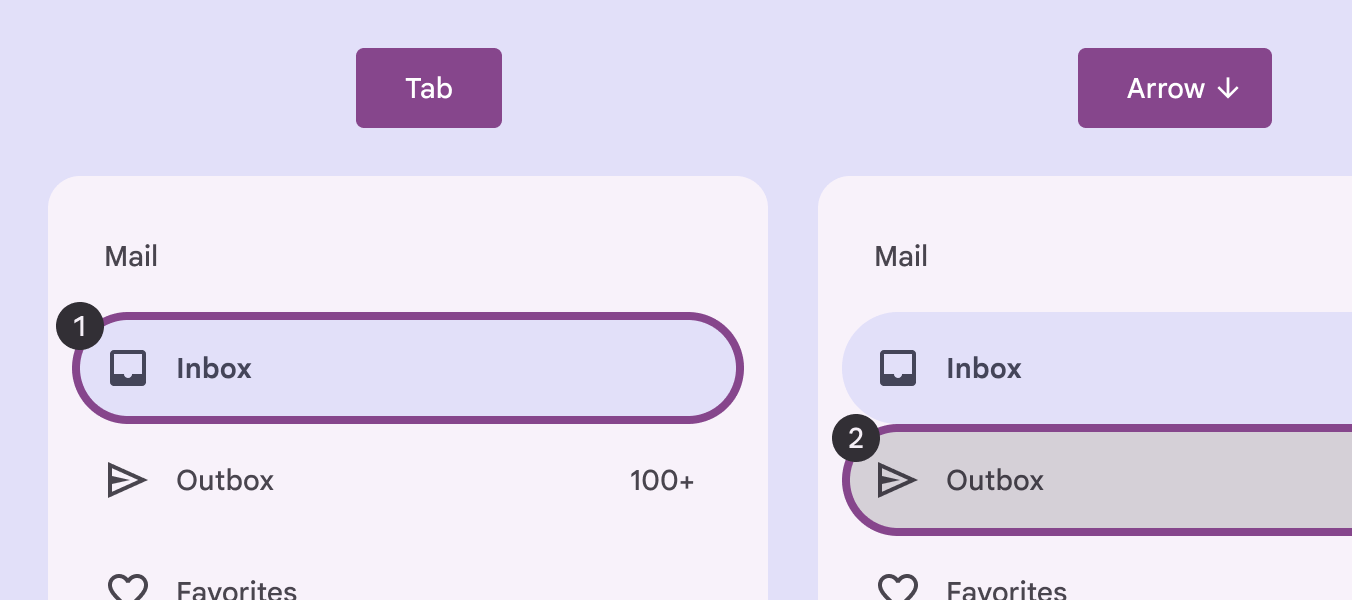 Tab
Arrow ↓
Mail
1
Inbox
Outbox 100+
Favorites
Mail
Inbox
2
Outbox
Favorites